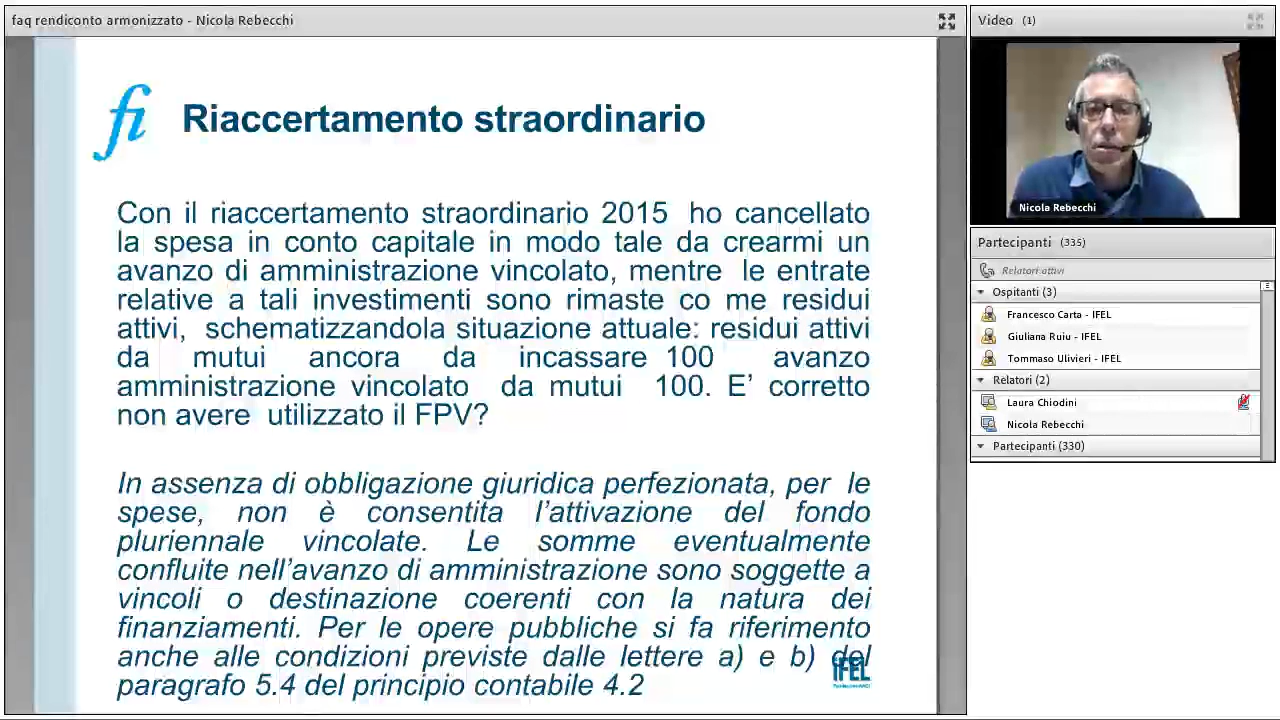 faq rendiconto armonizzato - Nicola Rebecchi
fi
Riaccertamento straordinario
Con il riaccertamento straordinario 2015 ho cancellato
la spesa in conto capitale in modo tale da crearmi un
avanzo di amministrazione vincolato, mentre le entrate
relative a tali investimenti sono rimaste co me residui
attivi, schematizzandola situazione attuale: residui attivi
da mutui ancora da incassare 100 avanzo
amministrazione vincolato da mutui 100. E' corretto
non avere utilizzato il FPV?
In assenza di obbligazione giuridica perfezionata, per le
spese, non è consentita l'attivazione del fondo
pluriennale vincolate. Le somme eventualmente
confluite nell'avanzo di amministrazione sono soggette a
vincoli o destinazione coerenti con la natura dei
finanziamenti. Per le opere pubbliche si fa riferimento
anche alle condizioni previste dalle lettere a) e b) del
paragrafo 5.4 del principio contabile 4.2
IFEL
Video (1)
Nicola Rebecchi
Partecipanti (335)
Relatori attivi
Ospitanti (3)
Francesco Carta - IFEL
Giuliana Ruiu - IFEL
Tommaso Ulivieri - IFEL
Relatori (2)
Laura Chiodini
Nicola Rebecchi
Partecipanti (330)